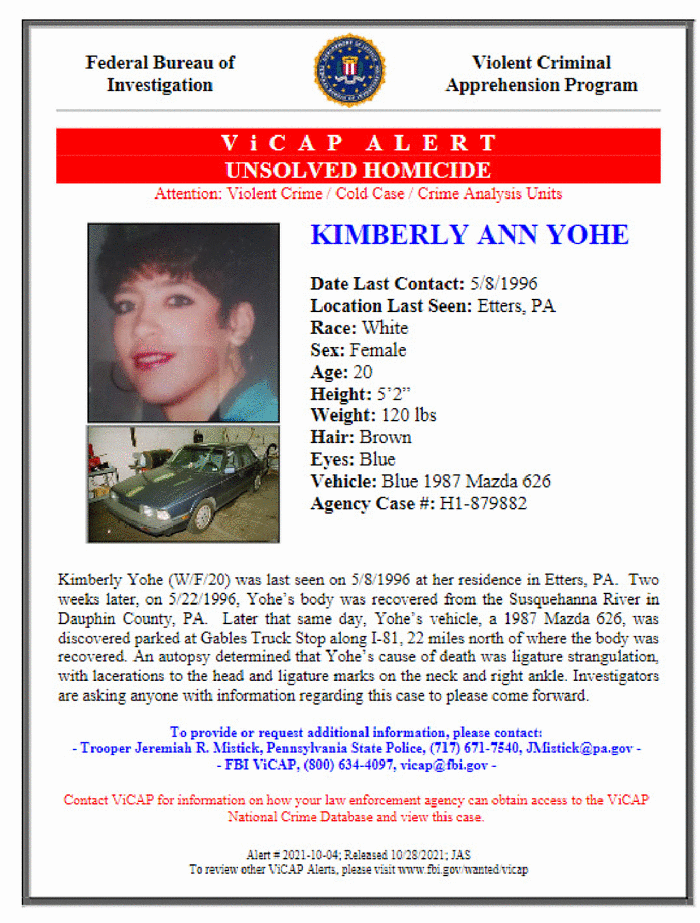 Federal Bureau of
Investigation
Violent Criminal
Apprehension Program
ViCAP ALERT
UNSOLVED HOMICIDE
Attention: Violent Crime / Cold Case / Crime Analysis Units
KIMBERLY ANN YOHE
Date Last Contact: 5/8/1996
Location Last Seen: Etters, PA
Race: White
Sex: Female
Age: 20
Height: 5’2”
Weight: 120 lbs
Hair: Brown
Eyes: Blue
Vehicle: Blue 1987 Mazda 626
Agency Case #: H1-879882
Kimberly Yohe (W/F/20) was last seen on 5/8/1996 at her residence in Etters, PA. Two
weeks later, on 5/22/1996, Yohe’s body was recovered from the Susquehanna River in
Dauphin County, PA. Later that same day, Yohe’s vehicle, a 1987 Mazda 626, was
discovered parked at Gables Truck Stop along I-81, 22 miles north of where the body was
recovered. An autopsy determined that Yohe’s cause of death was ligature strangulation,
with lacerations to the head and ligature marks on the neck and right ankle. Investigators
are asking anyone with information regarding this case to please come forward.
To provide or request additional information, please contact:
- Trooper Jeremiah R. Mistick, Pennsylvania State Police, (717) 671-7540, JMistick@pa.gov -
- FBI ViCAP, (800) 634-4097, vicap@fbi.gov -
Contact ViCAP for information on how your law enforcement agency can obtain access to the ViCAP
National Crime Database and view this case.
Alert # 2021-10-04; Released 10/28/2021; JAS
To review other ViCAP Alerts, please visit www.fbi.gov/wanted/vicap